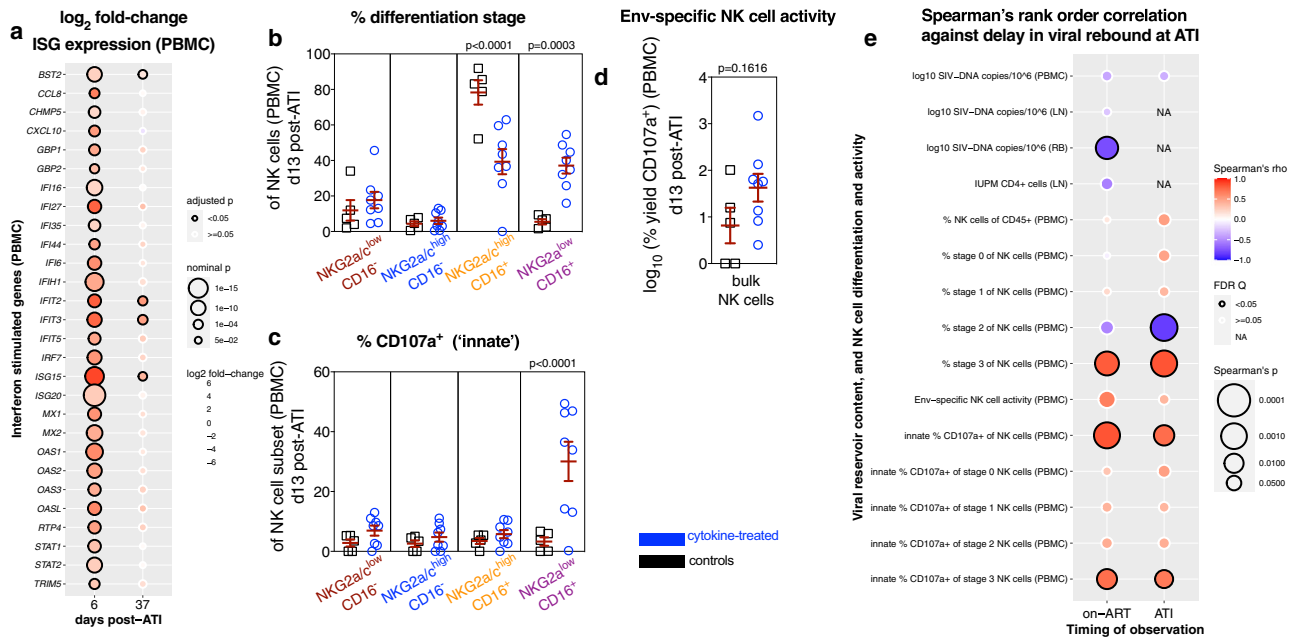 a
log2 fold-change
ISG expression (PBMC)
Interferon stimulated genes (PBMC)
BST2
CCL8
CHMP5
CXCL10
GBP1
GBP2
IFI16
IFI27
IFI35
IFI44
IFI6
IFIH1
IFIT2
IFIT3
IFIT5
IRF7
ISG15
ISG20
MX1
MX2
OAS1
OAS2
OAS3
OASL
RTP4
STAT1
STAT2
TRIM5
6 37
days post–ATI
adjusted p
<0.05
>=0.05
nominal p
1e−15
1e−10
1e−04
5e−02
log2 fold−change
6
4
2
0
−2
−4
−6
b
% differentiation stage
of NK cells (PBMC)
d13 post-ATI
100
80
60
40
20
0
p<0.0001 p=0.0003
NKG2a/c^low
CD16-
NKG2a/c^high
CD16-
NKG2a/c^high
CD16+
NKG2a^low
CD16+
c
% CD107a+ ('innate')
of NK cell subset (PBMC)
d13 post-ATI
60
40
20
0
p<0.0001
NKG2a/c^low
CD16-
NKG2a/c^high
CD16-
NKG2a/c^high
CD16+
NKG2a^low
CD16+
d
Env-specific NK cell activity
log10 (% yield CD107a+) (PBMC)
d13 post-ATI
4
3
2
1
0
p=0.1616
bulk
NK cells
cytokine-treated
controls
e
Spearman's rank order correlation
against delay in viral rebound at ATI
Viral reservoir content, and NK cell differentiation and activity
log10 SIV−DNA copies/10^6 (PBMC)
log10 SIV−DNA copies/10^6 (LN) NA
log10 SIV−DNA copies/10^6 (RB) NA
IUPM CD4+ cells (LN) NA
% NK cells of CD45+ (PBMC)
% stage 0 of NK cells (PBMC)
% stage 1 of NK cells (PBMC)
% stage 2 of NK cells (PBMC)
% stage 3 of NK cells (PBMC)
Env−specific NK cell activity (PBMC)
innate % CD107a+ of NK cells (PBMC)
innate % CD107a+ of stage 0 NK cells (PBMC)
innate % CD107a+ of stage 1 NK cells (PBMC)
innate % CD107a+ of stage 2 NK cells (PBMC)
innate % CD107a+ of stage 3 NK cells (PBMC)
on−ART ATI
Timing of observation
Spearman's rho
1.0
0.5
0.0
−0.5
−1.0
FDR Q
<0.05
>=0.05
NA
Spearman's p
0.0001
0.0010
0.0100
0.0500